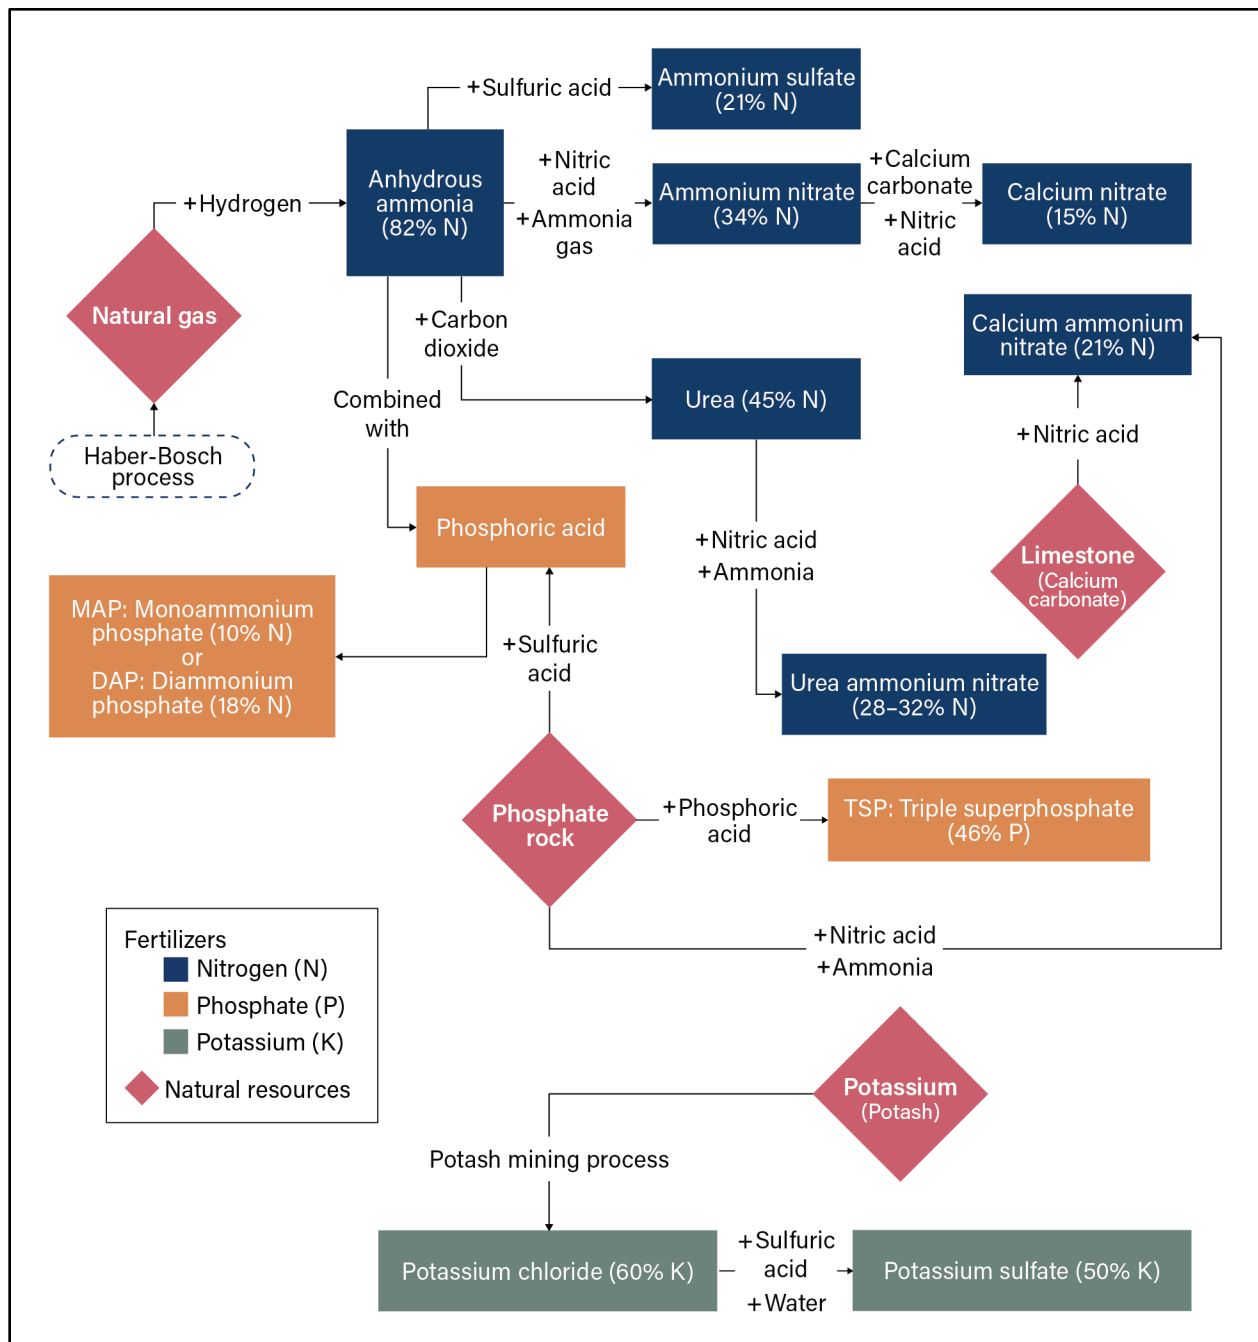 +Sulfuric acid
Ammonium sulfate
(21% N)
Anhydrous
ammonia
(82% N)
+Nitric
acid
+Ammonia
gas
Ammonium nitrate
(34% N)
+Calcium
carbonate
+Nitric
acid
Calcium nitrate
(15% N)
+Hydrogen
Natural gas
Haber-Bosch
process
+Carbon
dioxide
Combined
with
Urea (45% N)
Calcium ammonium
nitrate (21% N)
+Nitric acid
Limestone
(Calcium
carbonate)
Phosphoric acid
+Nitric acid
+Ammonia
MAP: Monoammonium
phosphate (10% N)
or
DAP: Diammonium
phosphate (18% N)
+Sulfuric
acid
Urea ammonium nitrate
(28–32% N)
Phosphate
rock
+Phosphoric
acid
TSP: Triple superphosphate
(46% P)
+Nitric acid
+Ammonia
Fertilizers
Nitrogen (N)
Phosphate (P)
Potassium (K)
Natural resources
Potassium
(Potash)
Potash mining process
Potassium chloride (60% K)
+Sulfuric
acid
+Water
Potassium sulfate (50% K)